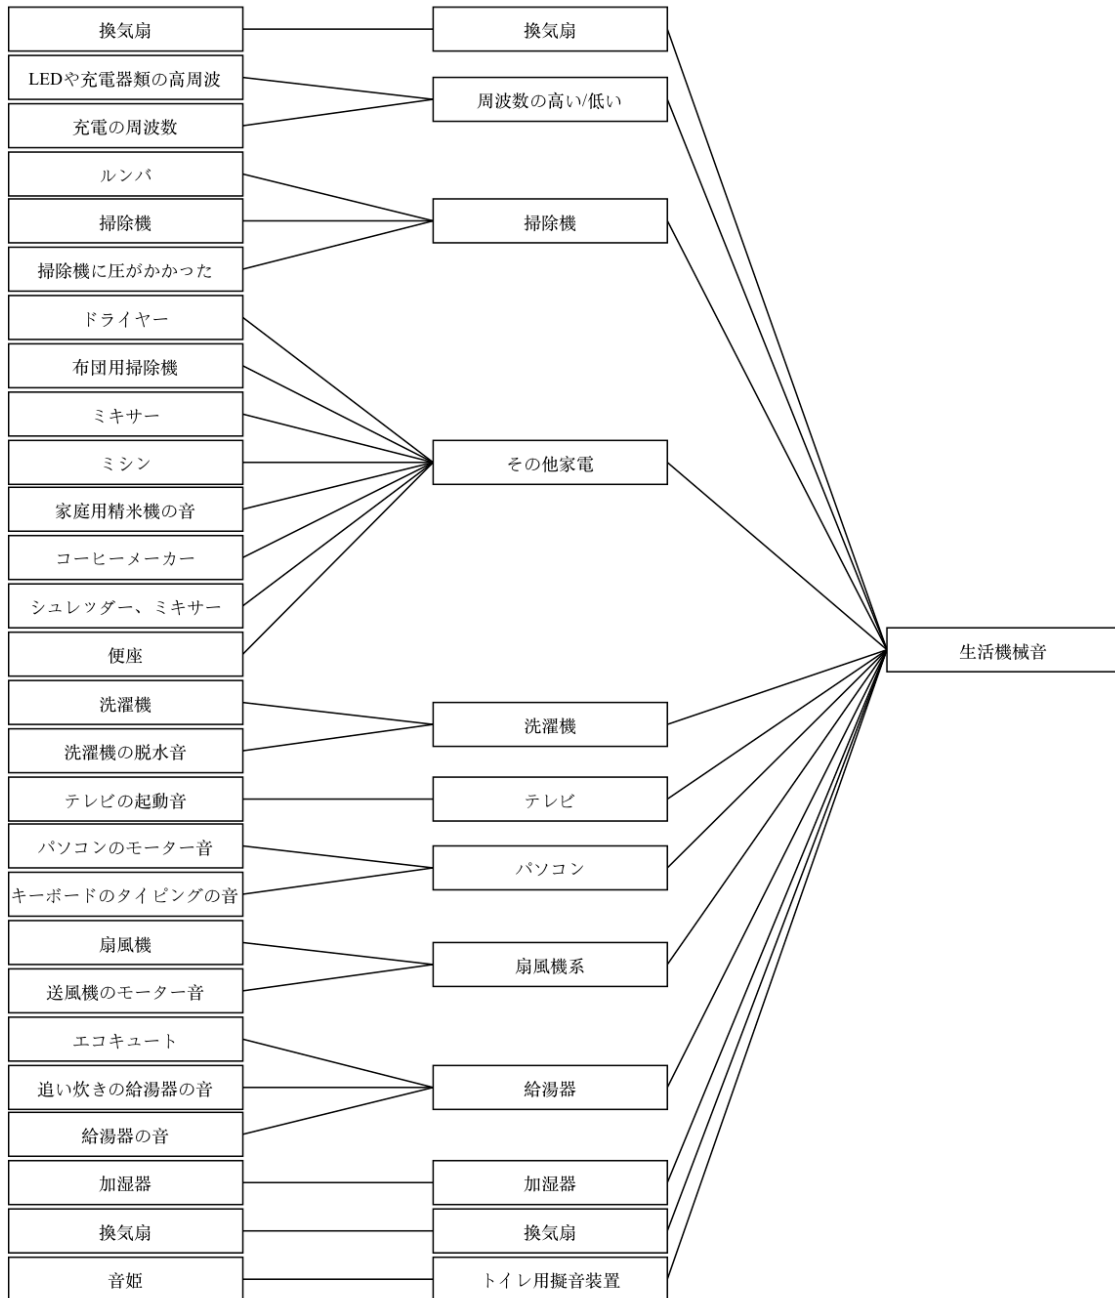 換気扇
LEDや充電器類の高周波
充電の周波数
ルンバ
掃除機
掃除機に圧がかかった
ドライヤー
布団用掃除機
ミキサー
ミシン
家庭用精米機の音
コーヒーメーカー
シュレッダー、ミキサー
便座
洗濯機
洗濯機の脱水音
テレビの起動音
パソコンのモーター音
キーボードのタイピングの音
扇風機
送風機のモーター音
エコキュート
追い炊きの給湯器の音
給湯器の音
加湿器
換気扇
音姫
換気扇
周波数の高い/低い
掃除機
その他家電
洗濯機
テレビ
パソコン
扇風機系
給湯器
加湿器
換気扇
トイレ用擬音装置
生活機械音